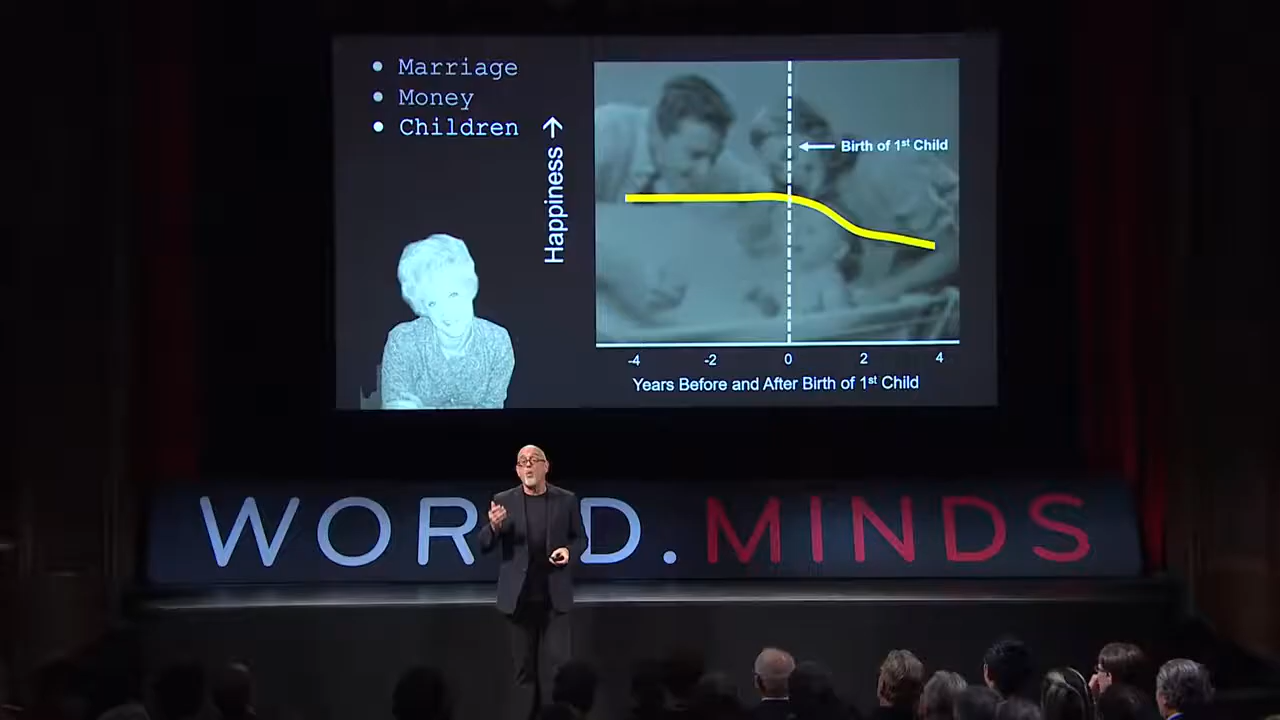 • Marriage
• Money
• Children
Happiness →
← Birth of 1st Child
-4 -2 0 2 4
Years Before and After Birth of 1st Child
WOR D. MINDS